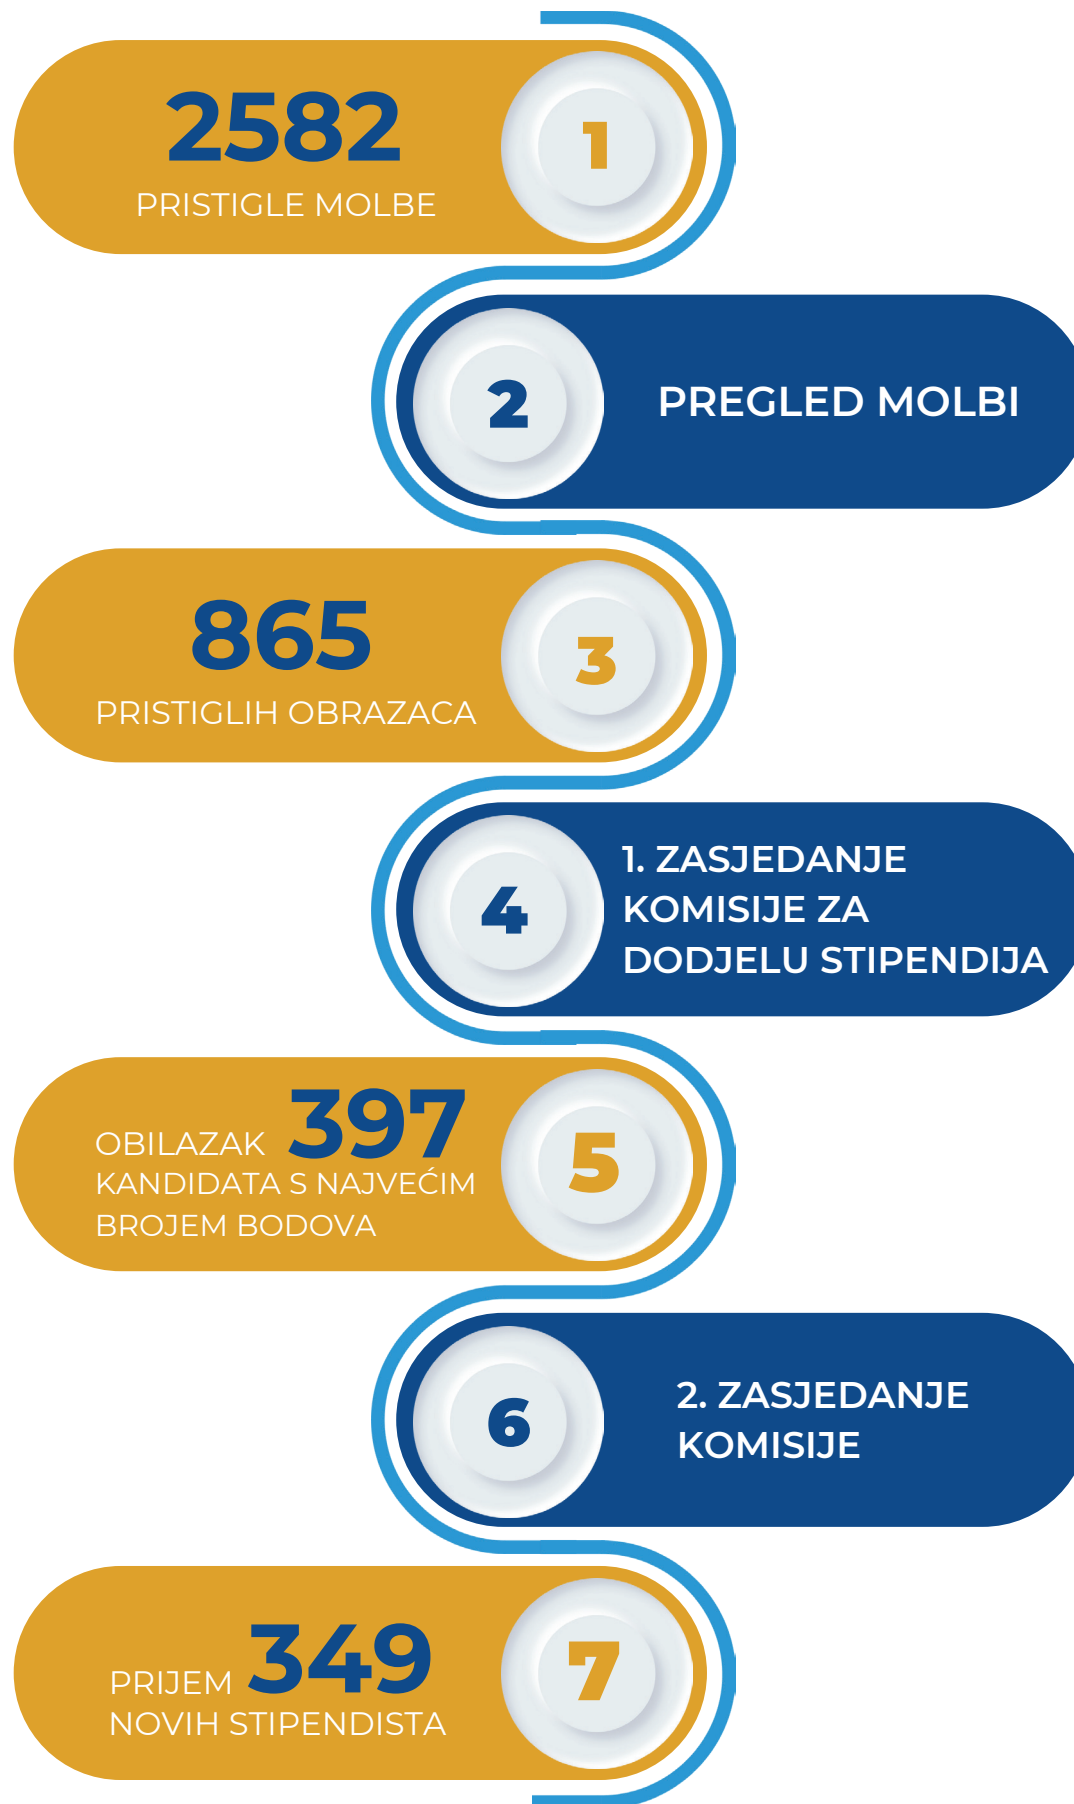 2582
PRISTIGLE MOLBE
1
2
PREGLED MOLBI
865
PRISTIGLIH OBRAZACA
3
4
1. ZASJEDANJE
KOMISIJE ZA
DODJELU STIPENDIJA
OBILAZAK 397
KANDIDATA S NAJVEĆIM
BROJEM BODOVA
5
6
2. ZASJEDANJE
KOMISIJE
PRIJEM 349
NOVIH STIPENDISTA
7